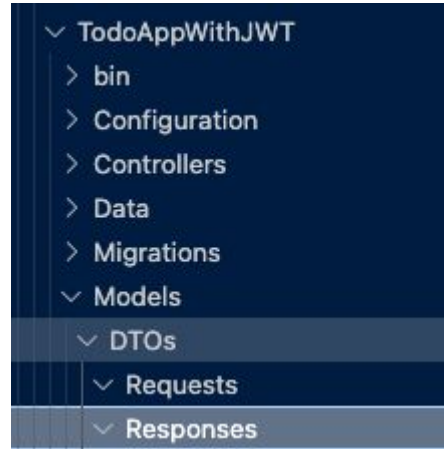 TodoAppWithJWT
bin
Configuration
Controllers
Data
Migrations
Models
DTOs
Requests
Responses